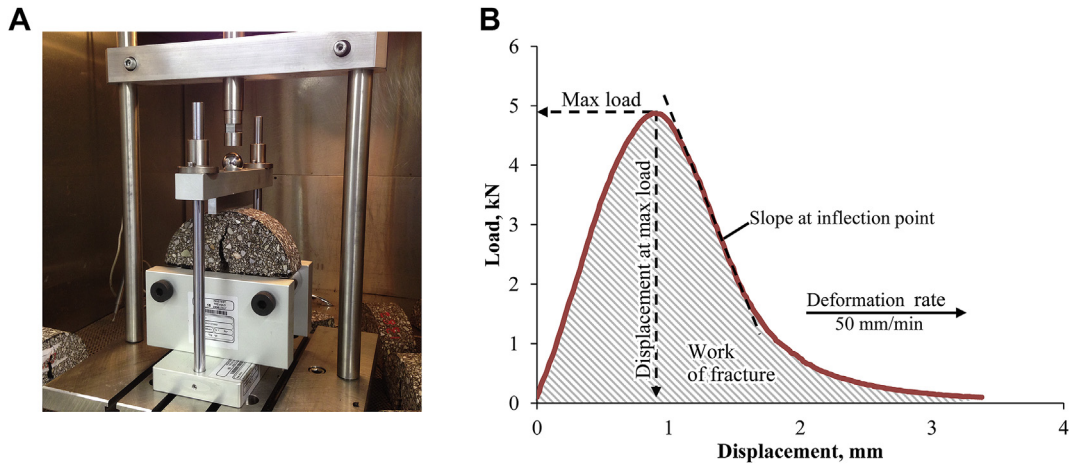 A
B
6
5
4
3
2
1
0
Load, kN
Max load
Displacement at max load
Slope at inflection point
Deformation rate
50 mm/min
Work
of fracture
0
1
2
3
4
Displacement, mm